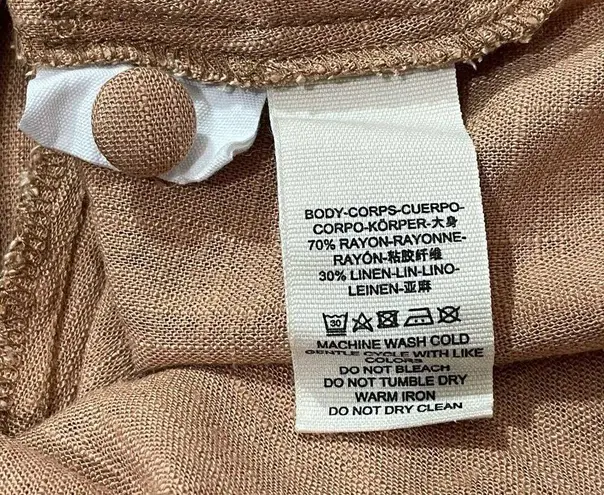 BODY-CORPS-CUERPO-
CORPO-KÖRPER-大身
70% RAYON-RAYONNE-
RAYÓN-粘胶纤维
30% LINEN-LIN-LINO-
LEINEN-亚麻
30
MACHINE WASH COLD
GENTLE CYCLE WITH LIKE
COLORS
DO NOT BLEACH
DO NOT TUMBLE DRY
WARM IRON
DO NOT DRY CLEAN